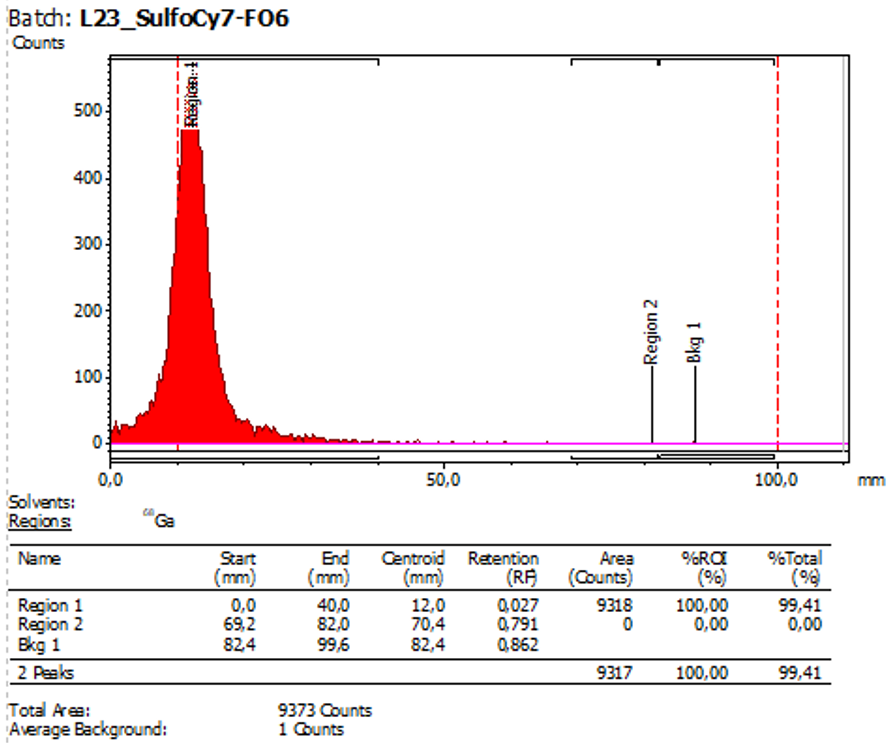 Batch: L23_SulfoCy7-FO6
Counts
500
400
300
200
100
0
Region 1
Region 2
Bkg 1
0,0 50,0 100,0 mm
Solvents:
Regions: ⁶⁸Ga
Name Start End Centroid Retention Area %ROI %Total
(mm) (mm) (mm) (RF) (Counts) (%) (%)
Region 1 0,0 40,0 12,0 0,027 9318 100,00 99,41
Region 2 69,2 82,0 70,4 0,791 0 0,00 0,00
Bkg 1 82,4 99,6 82,4 0,862
2 Peaks 9317 100,00 99,41
Total Area: 9373 Counts
Average Background: 1 Counts